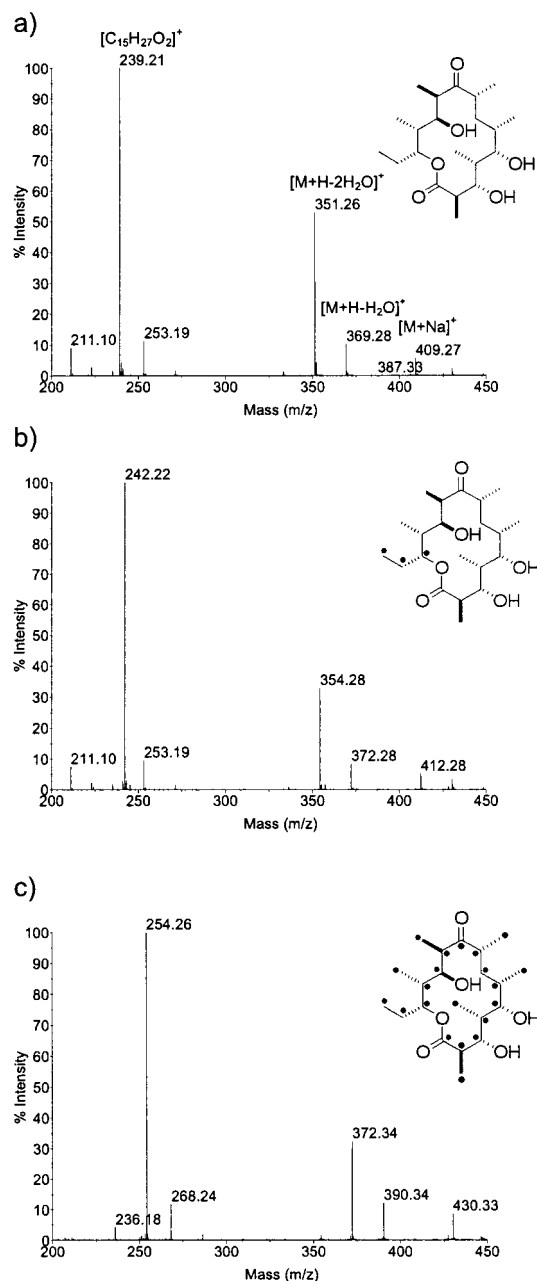 a)
[C₁₅H₂₇O₂]⁺
239.21
[M+H-2H₂O]⁺
351.26
[M+H-H₂O]⁺
369.28
[M+Na]⁺
409.27
387.33
211.10
253.19
100
90
80
70
60
50
40
30
20
10
0
% Intensity
200 250 300 350 400 450
Mass (m/z)
O
OH
O
O
OH
OH
b)
242.22
354.28
372.28
412.28
211.10
253.19
100
90
80
70
60
50
40
30
20
10
0
% Intensity
200 250 300 350 400 450
Mass (m/z)
O
OH
O
O
OH
OH
c)
254.26
372.34
390.34
430.33
236.18
268.24
100
90
80
70
60
50
40
30
20
10
0
% Intensity
200 250 300 350 400 450
Mass (m/z)
O
OH
O
O
OH
OH